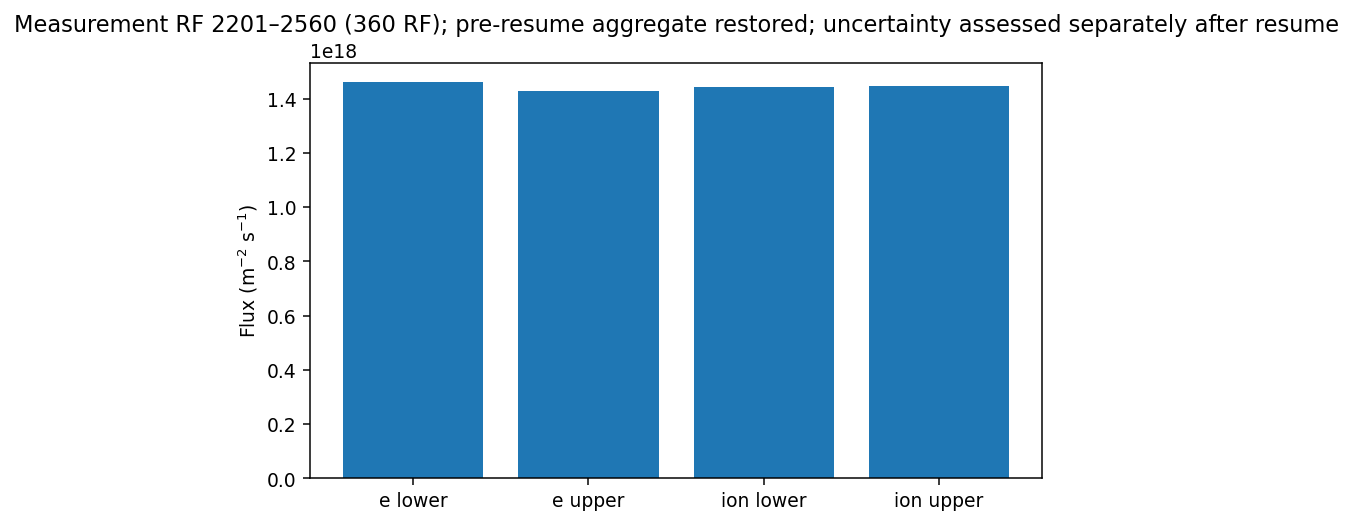 Measurement RF 2201–2560 (360 RF); pre-resume aggregate restored; uncertainty assessed separately after resume
1e18
Flux (m⁻² s⁻¹)
1.4
1.2
1.0
0.8
0.6
0.4
0.2
0.0
e lower
e upper
ion lower
ion upper